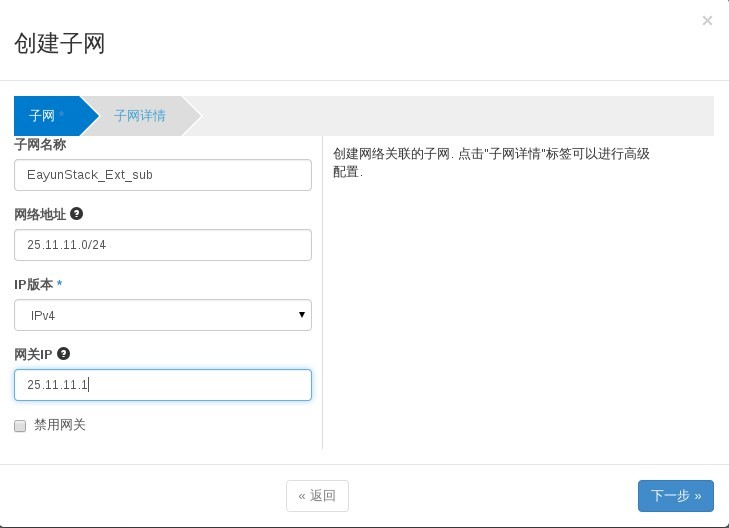 ×
创建子网
子网 *
子网详情
子网名称
EayunStack_Ext_sub
网络地址 ?
25.11.11.0/24
IP版本 *
IPv4
网关IP ?
25.11.11.1
禁用网关
创建网络关联的子网. 点击"子网详情"标签可以进行高级
配置.
« 返回
下一步 »